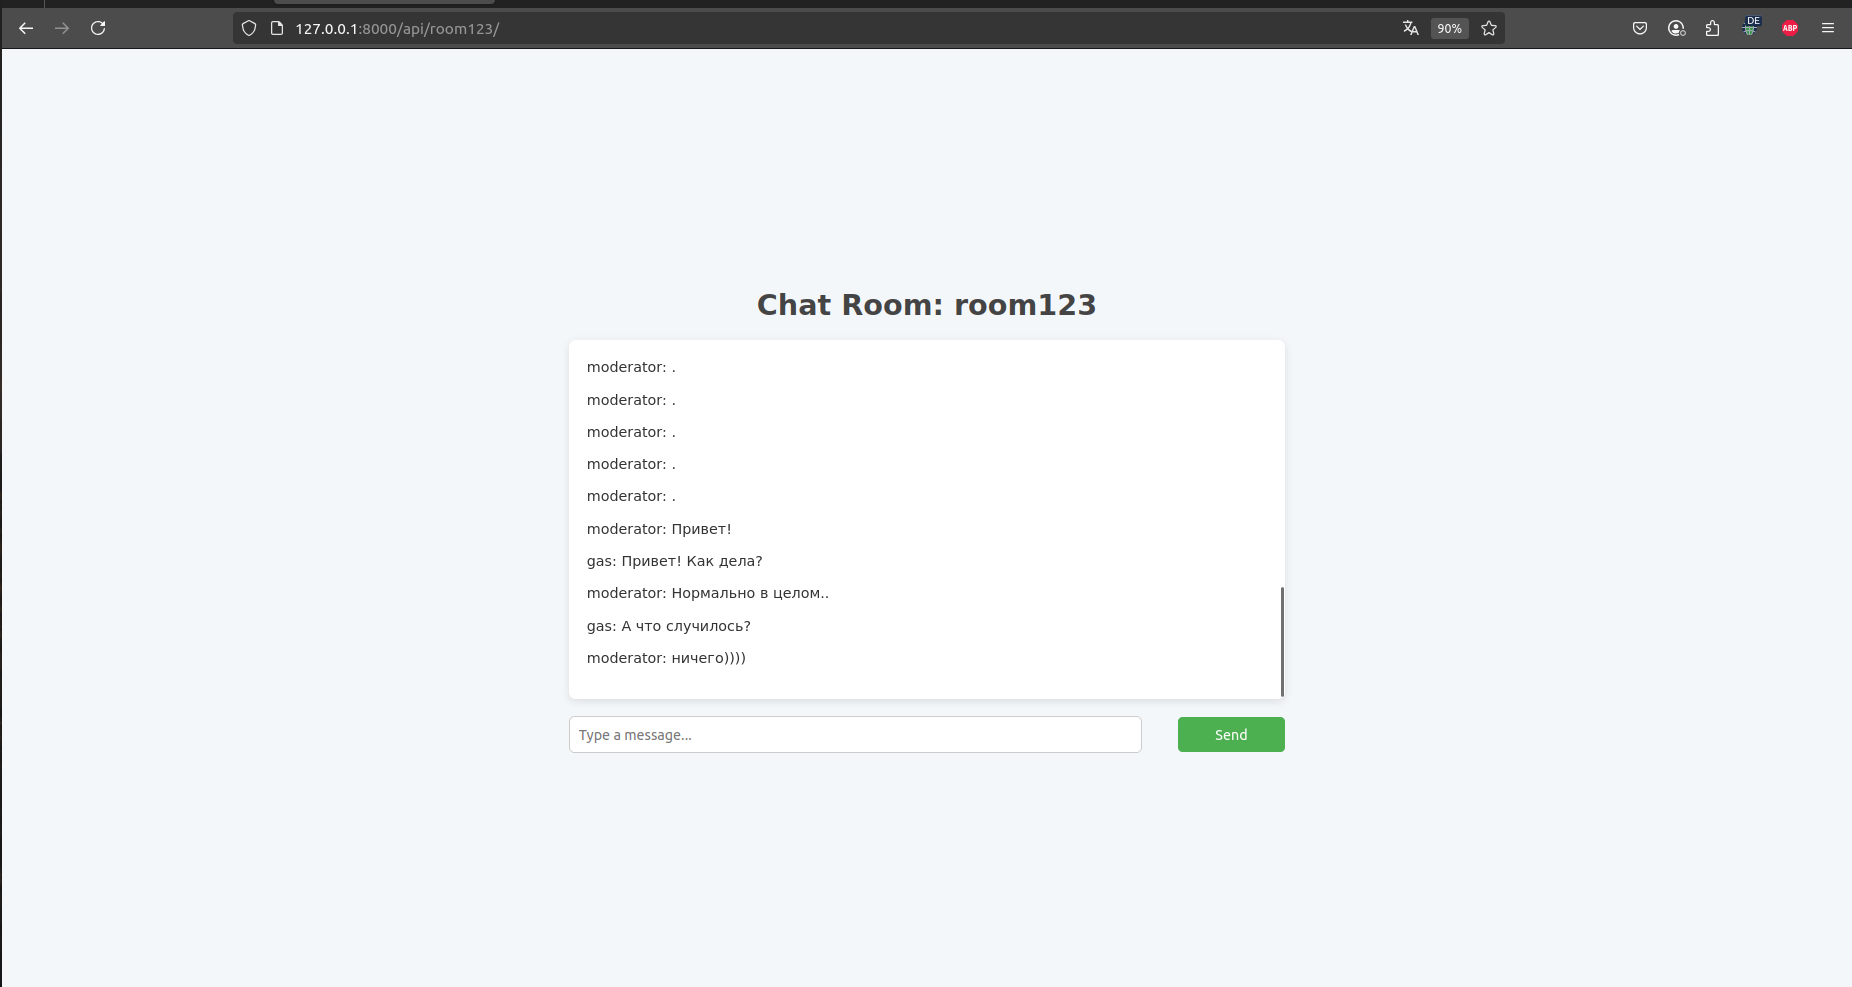 127.0.0.1:8000/api/room123/
90%
DE
ABP
Chat Room: room123
moderator: .
moderator: .
moderator: .
moderator: .
moderator: .
moderator: Привет!
gas: Привет! Как дела?
moderator: Нормально в целом..
gas: А что случилось?
moderator: ничего))))
Type a message...
Send